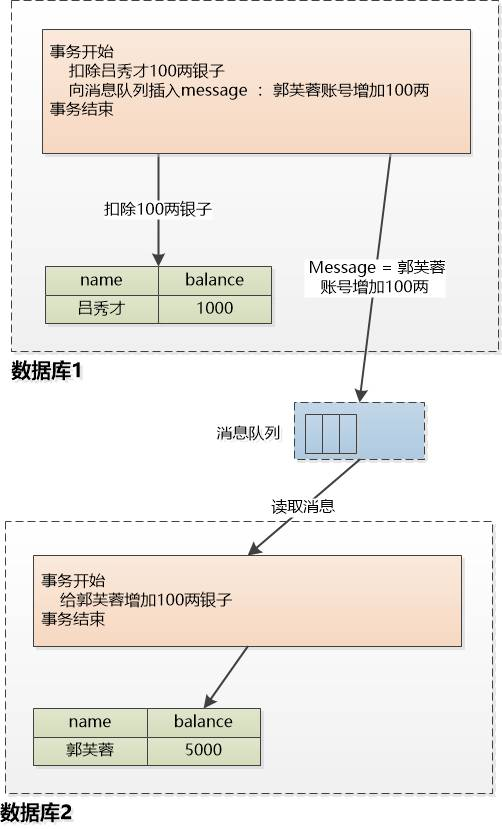 事务开始
扣除吕秀才100两银子
向消息队列插入message ：郭芙蓉账号增加100两
事务结束
扣除100两银子
name balance
吕秀才 1000
Message = 郭芙蓉
账号增加100两
数据库1
消息队列
读取消息
事务开始
给郭芙蓉增加100两银子
事务结束
name balance
郭芙蓉 5000
数据库2